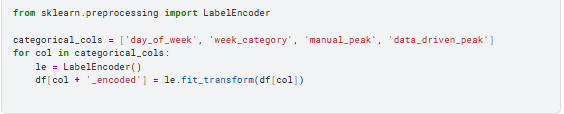 from sklearn.preprocessing import LabelEncoder

categorical_cols = ['day_of_week', 'week_category', 'manual_peak', 'data_driven_peak']
for col in categorical_cols:
    le = LabelEncoder()
    df[col + '_encoded'] = le.fit_transform(df[col])